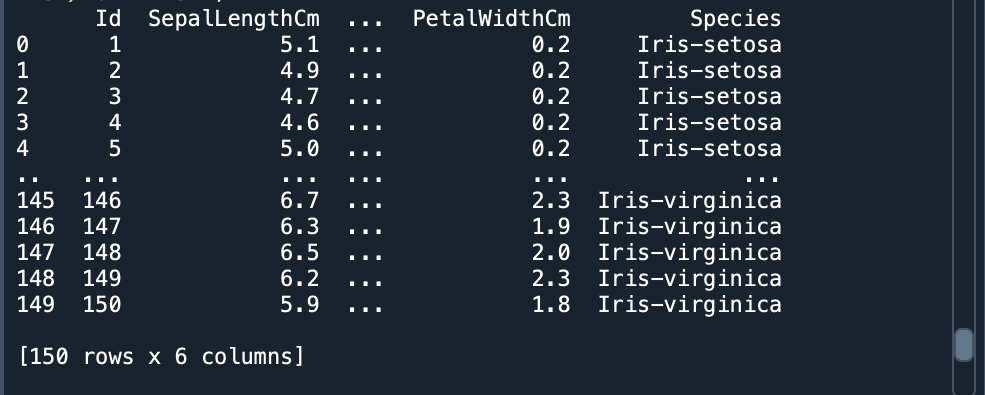 Id SepalLengthCm ... PetalWidthCm Species
0 1 5.1 ... 0.2 Iris-setosa
1 2 4.9 ... 0.2 Iris-setosa
2 3 4.7 ... 0.2 Iris-setosa
3 4 4.6 ... 0.2 Iris-setosa
4 5 5.0 ... 0.2 Iris-setosa
.. ... ... ... ... ...
145 146 6.7 ... 2.3 Iris-virginica
146 147 6.3 ... 1.9 Iris-virginica
147 148 6.5 ... 2.0 Iris-virginica
148 149 6.2 ... 2.3 Iris-virginica
149 150 5.9 ... 1.8 Iris-virginica
[150 rows x 6 columns]